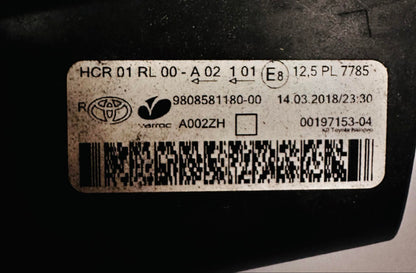 HCR 01 RL 00 - A 02 1 01 E8 12,5 PL 7785
R varroc 9808581180-00 14.03.2018/23:30
A002ZH 00197153-04